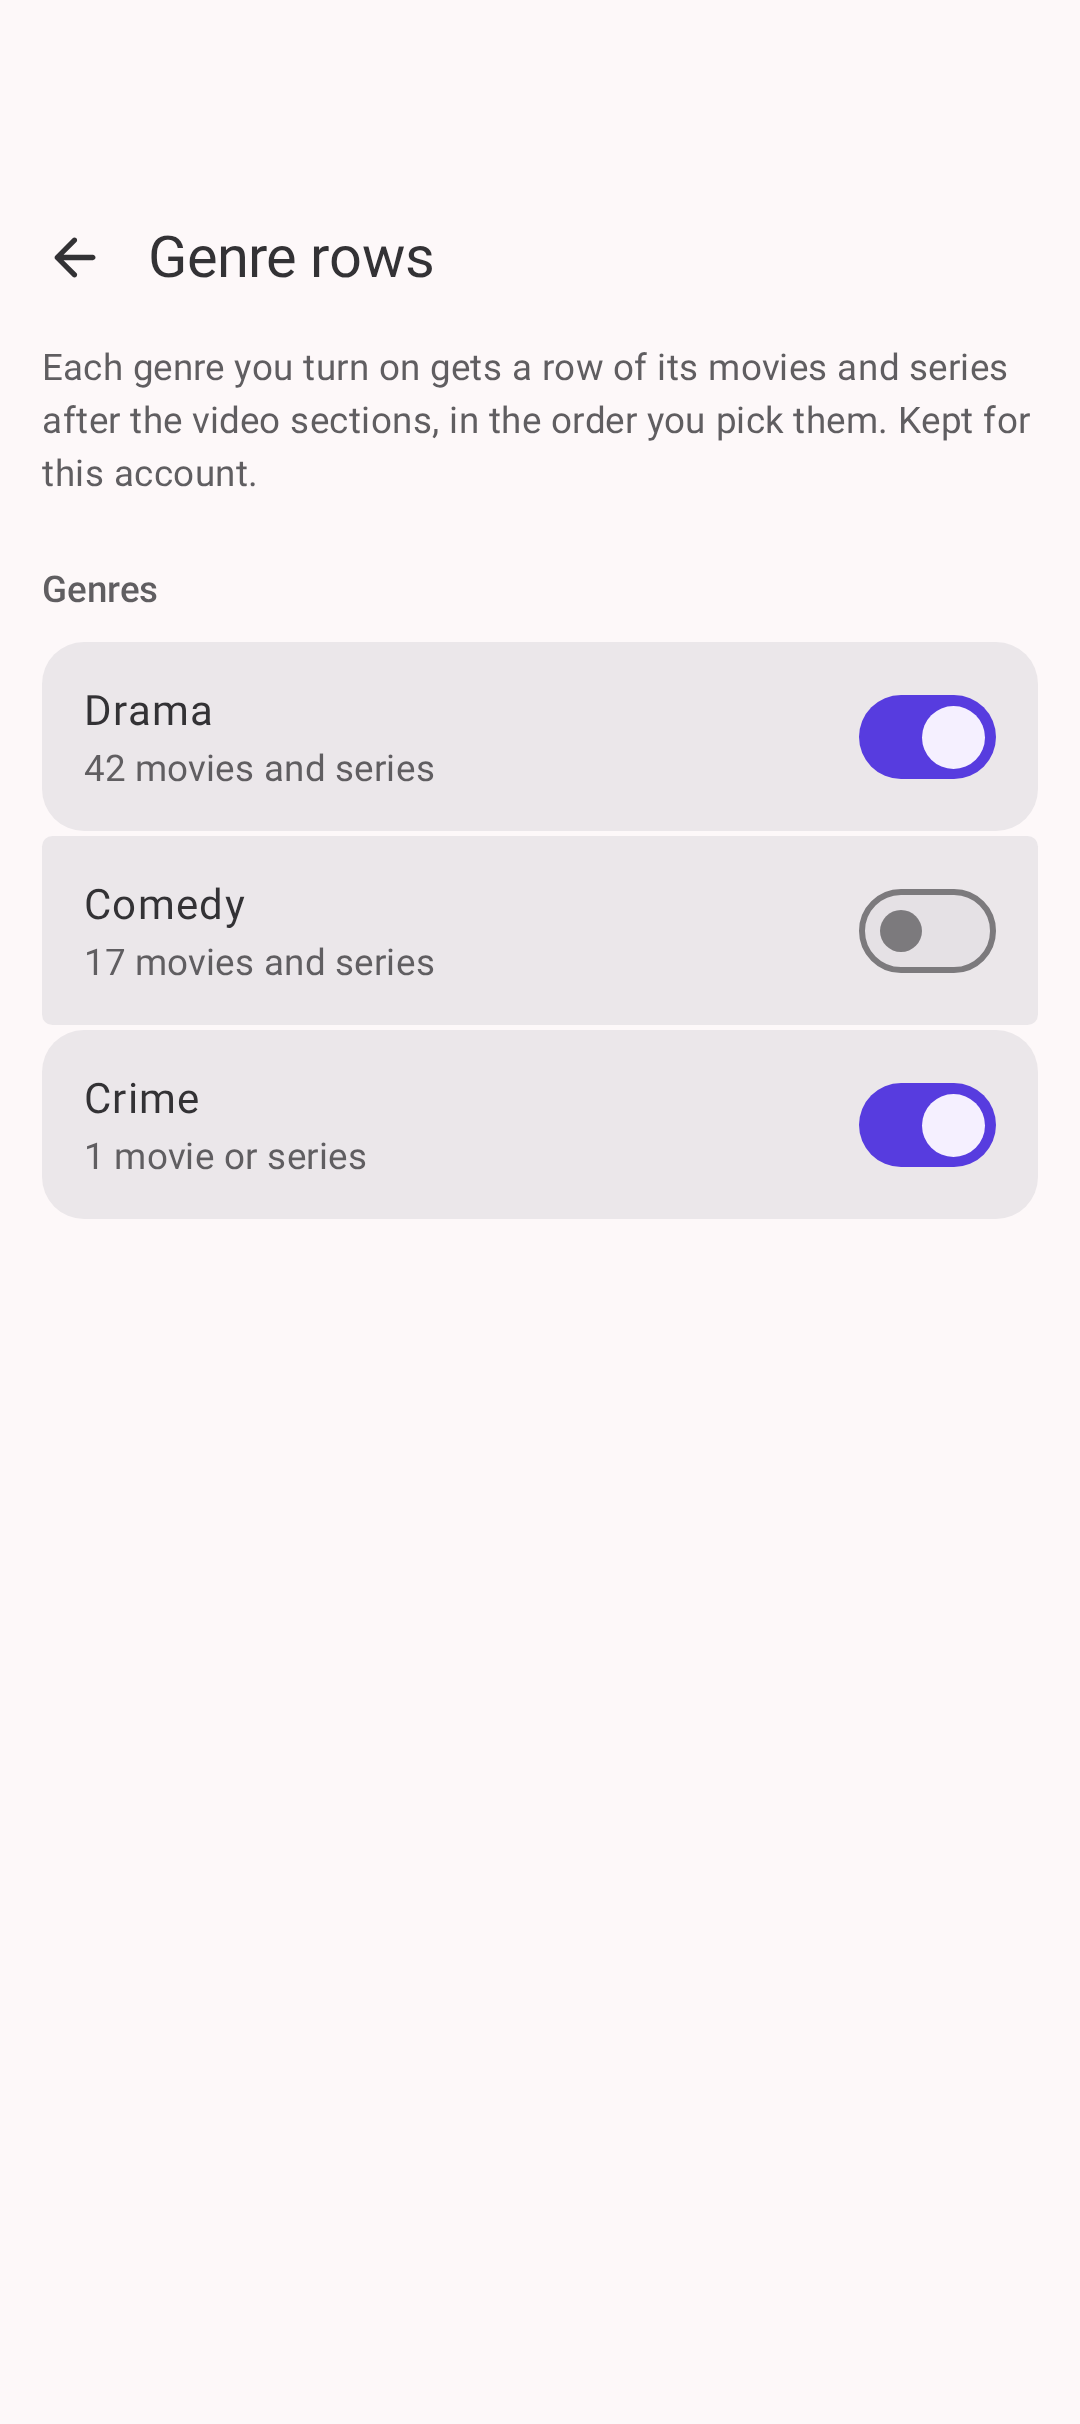 Genre rows
Each genre you turn on gets a row of its movies and series
after the video sections, in the order you pick them. Kept for
this account.
Genres
Drama
42 movies and series
Comedy
17 movies and series
Crime
1 movie or series